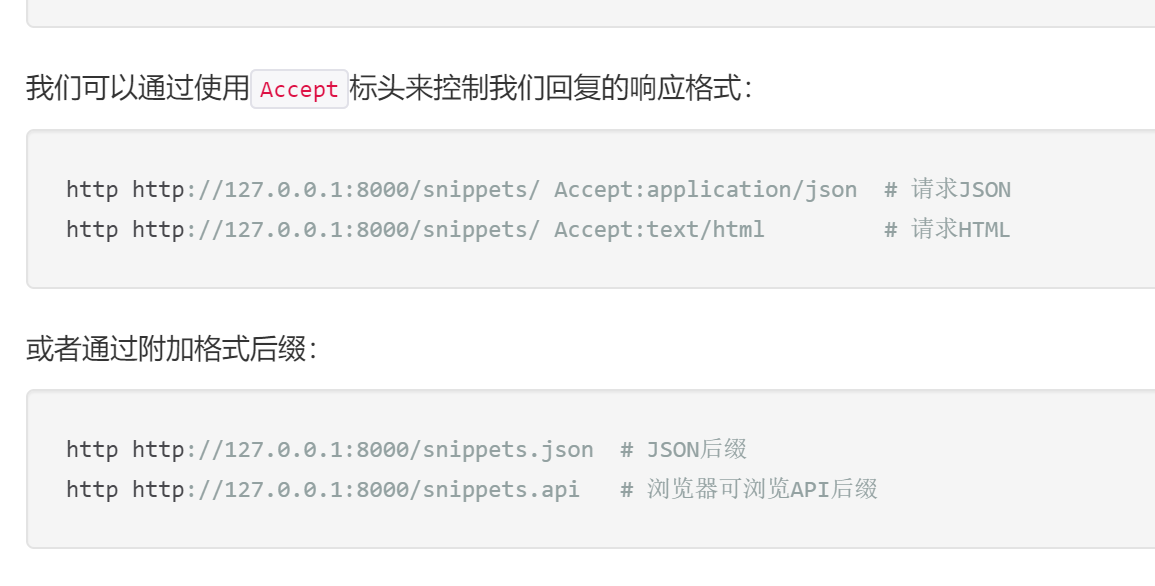 我们可以通过使用Accept标头来控制我们回复的响应格式：
http http://127.0.0.1:8000/snippets/ Accept:application/json  # 请求JSON
http http://127.0.0.1:8000/snippets/ Accept:text/html         # 请求HTML
或者通过附加格式后缀：
http http://127.0.0.1:8000/snippets.json  # JSON后缀
http http://127.0.0.1:8000/snippets.api   # 浏览器可浏览API后缀